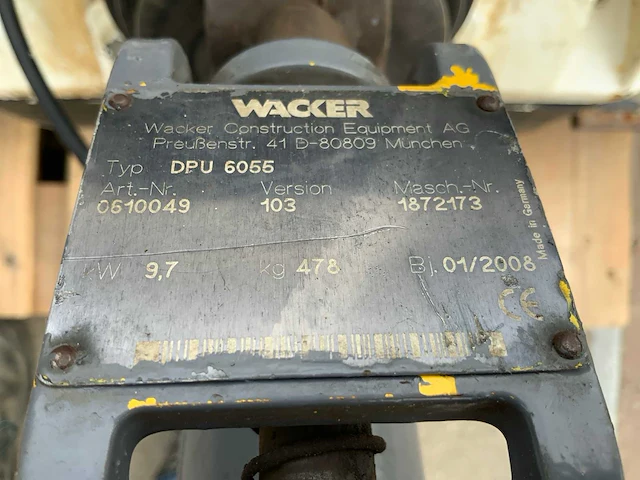 WACKER
Wacker Construction Equipment AG
Preußenstr. 41 D-80809 München
Typ DPU 6055
Art.-Nr. Version Masch.-Nr.
0610049 103 1872173
kW 9,7 kg 478 Bj. 01/2008
Made in Germany
CE